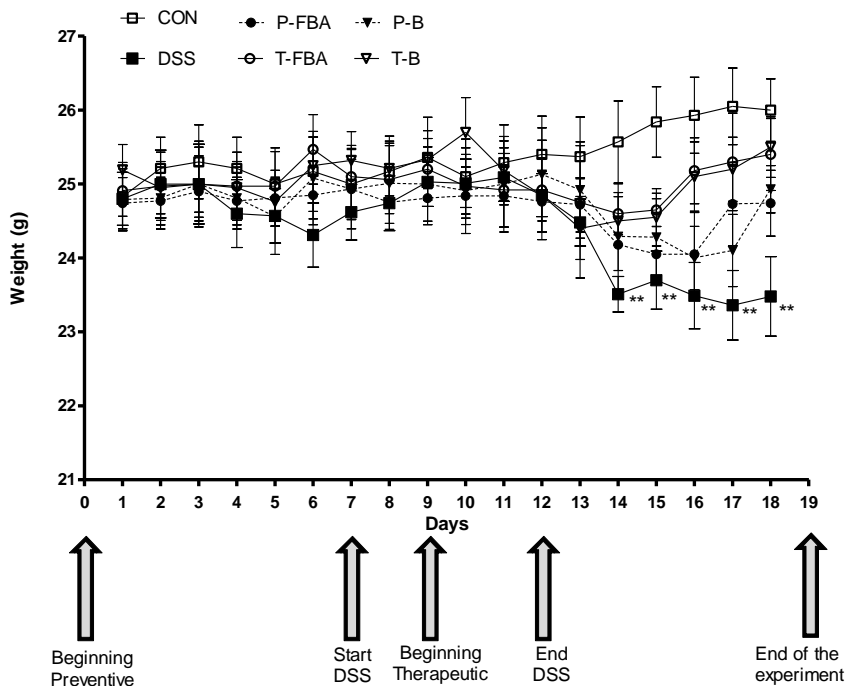 CON P-FBA P-B
DSS T-FBA T-B
27
26
25
24
23
22
21
Weight (g)
** ** ** ** **
0 1 2 3 4 5 6 7 8 9 10 11 12 13 14 15 16 17 18 19
Days
Beginning
Preventive
Start
DSS
Beginning
Therapeutic
End
DSS
End of the
experiment